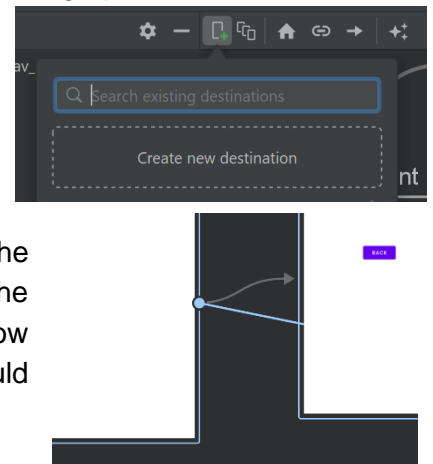 av_
Search existing destinations
Create new destination
nt
he
he
ow
uld
BACK